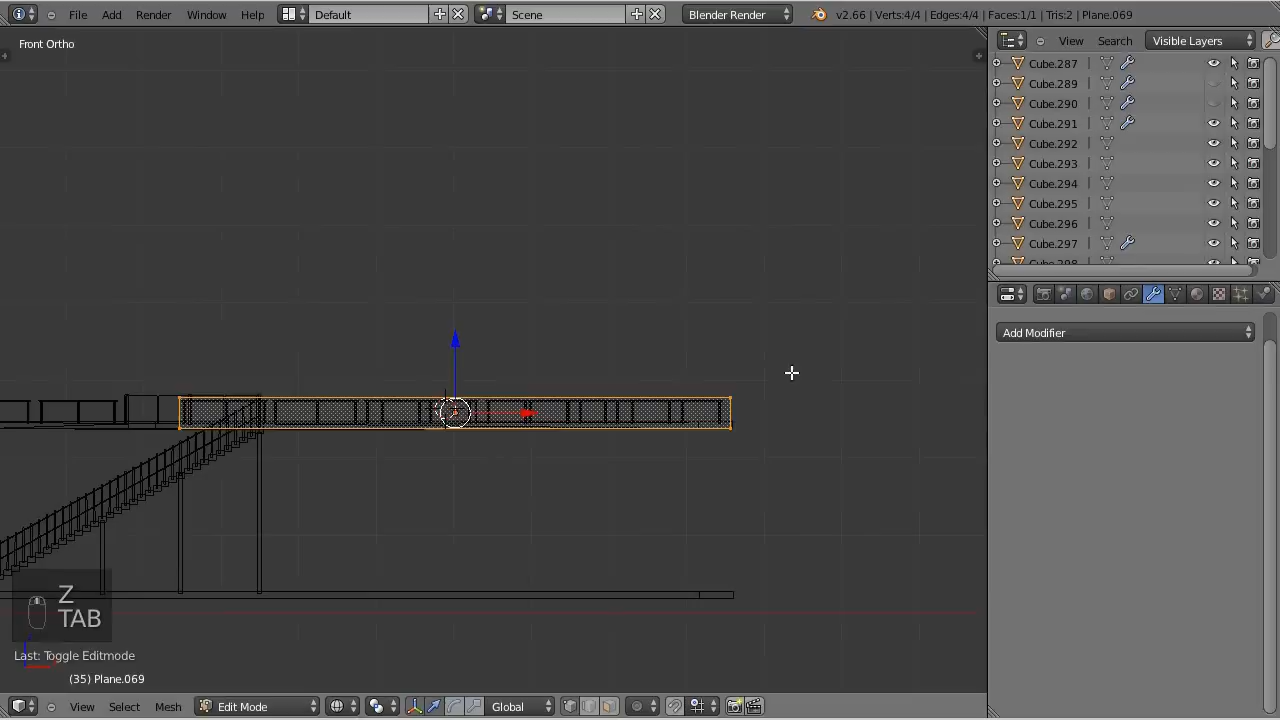 File Add Render Window Help Default Scene Blender Render v2.66 | Verts:4/4 | Edges:4/4 | Faces:1/1 | Tris:2 | Plane.069
Front Ortho
View Search Visible Layers
Cube.287
Cube.289
Cube.290
Cube.291
Cube.292
Cube.293
Cube.294
Cube.295
Cube.296
Cube.297
Cube.298
Add Modifier
Z
TAB
Last: Toggle Editmode
(35) Plane.069
View Select Mesh Edit Mode Global